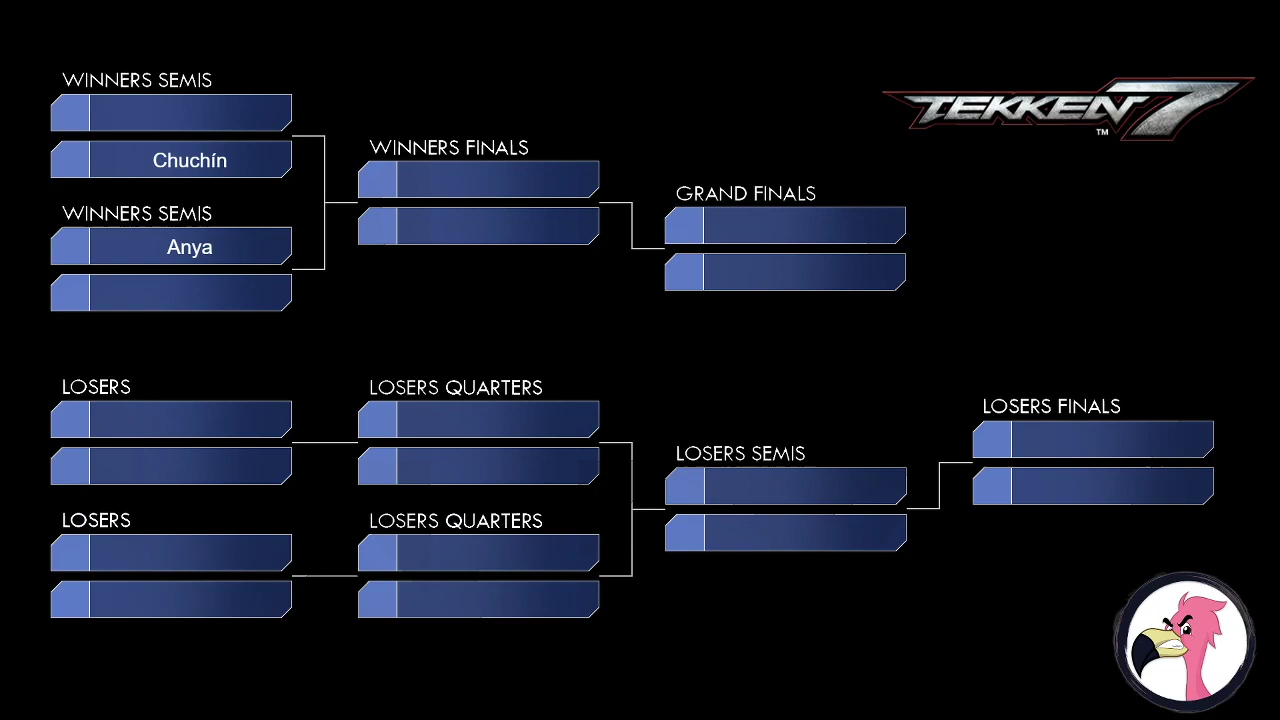 WINNERS SEMIS
Chuchín
WINNERS SEMIS
Anya
WINNERS FINALS
GRAND FINALS
TEKKEN 7
™
LOSERS
LOSERS
LOSERS QUARTERS
LOSERS QUARTERS
LOSERS SEMIS
LOSERS FINALS